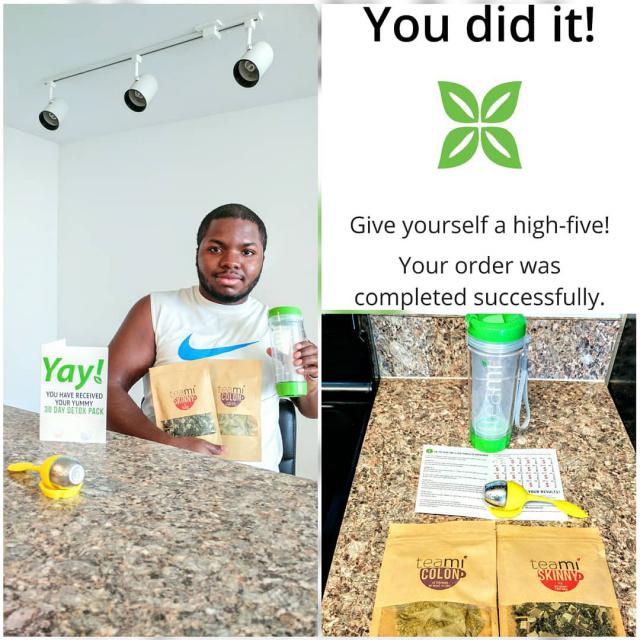 You did it!
Give yourself a high-five!
Your order was
completed successfully.
Yay!
YOU HAVE RECEIVED
YOUR YUMMY
30 DAY DETOX PACK
teami
SKINNY
teami
COLON
teami
YOUR RESULTS!
teami
COLON
teami
SKINNY